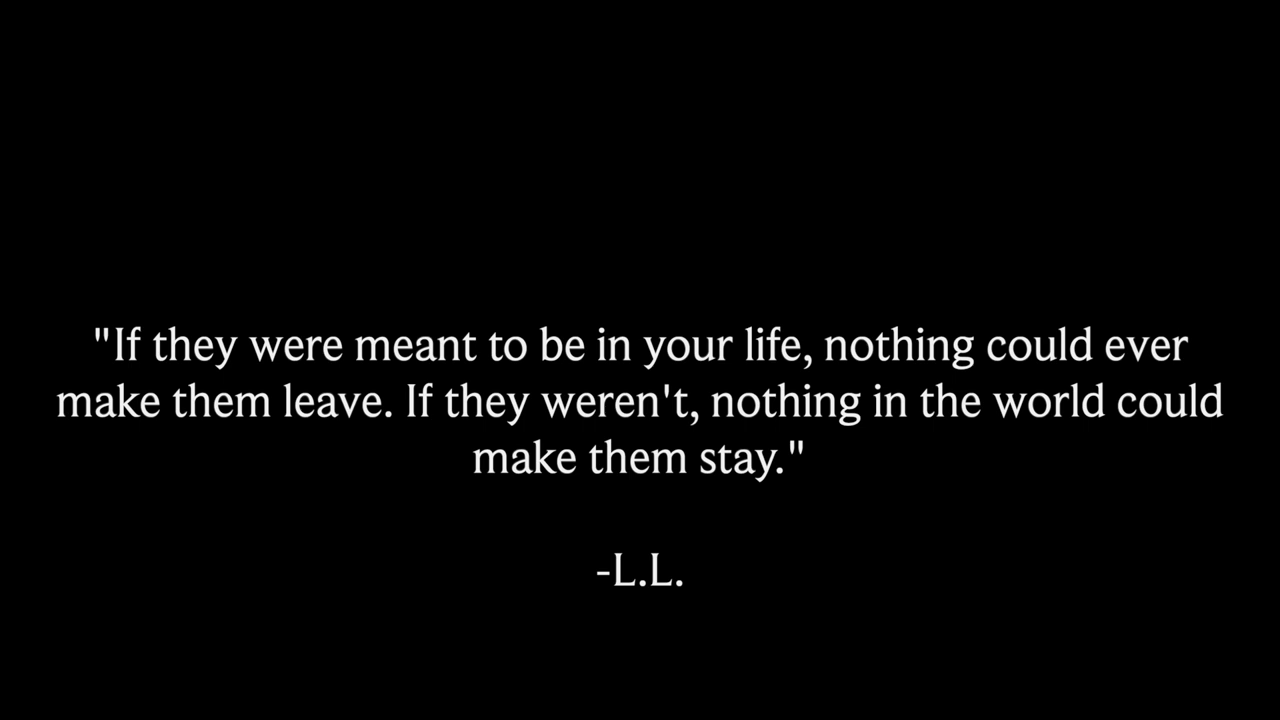 "If they were meant to be in your life, nothing could ever
make them leave. If they weren't, nothing in the world could
make them stay."
-L.L.